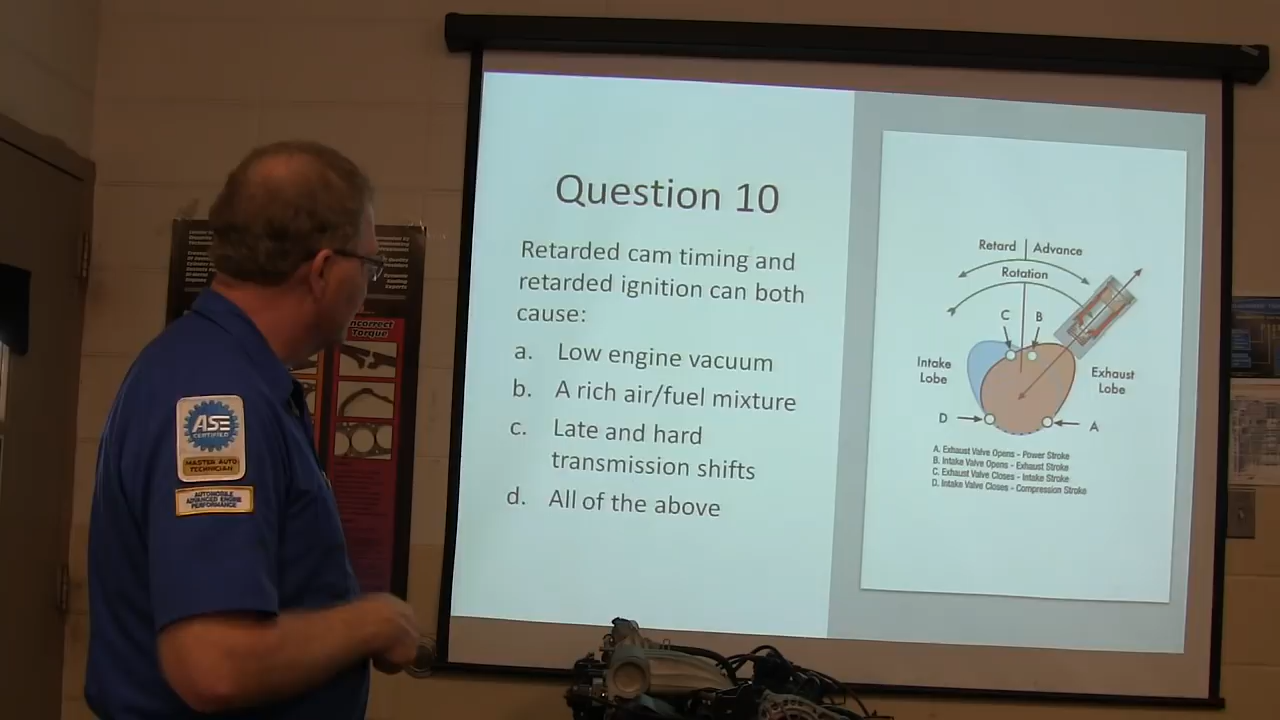 Question 10
Retarded cam timing and
retarded ignition can both
cause:
a. Low engine vacuum
b. A rich air/fuel mixture
c. Late and hard
transmission shifts
d. All of the above
Retard Advance
Rotation
C B
Intake
Lobe
Exhaust
Lobe
D A
A. Exhaust Valve Opens - Power Stroke
B. Intake Valve Opens - Exhaust Stroke
C. Exhaust Valve Closes - Intake Stroke
D. Intake Valve Closes - Compression Stroke
Incorrect
Torque
ASE
CERTIFIED
MASTER AUTO
TECHNICIAN
AUTOMOBILE
ADVANCED ENGINE
PERFORMANCE